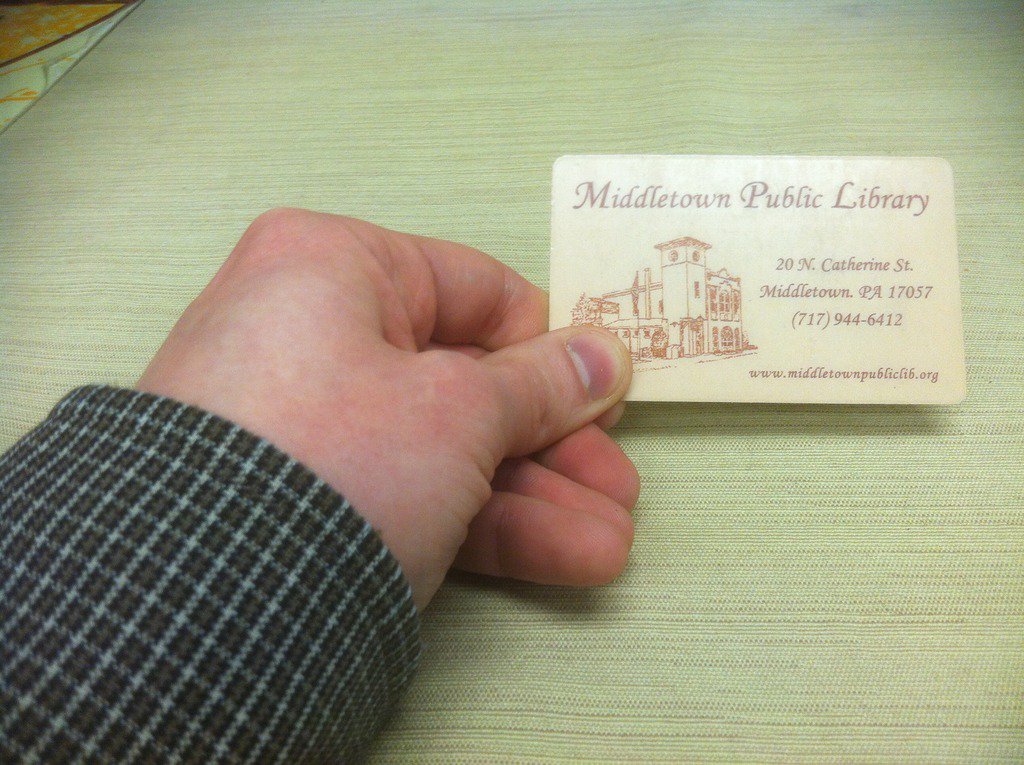 Middletown Public Library
20 N. Catherine St.
Middletown. PA 17057
(717) 944-6412
www.middletownpubliclib.org